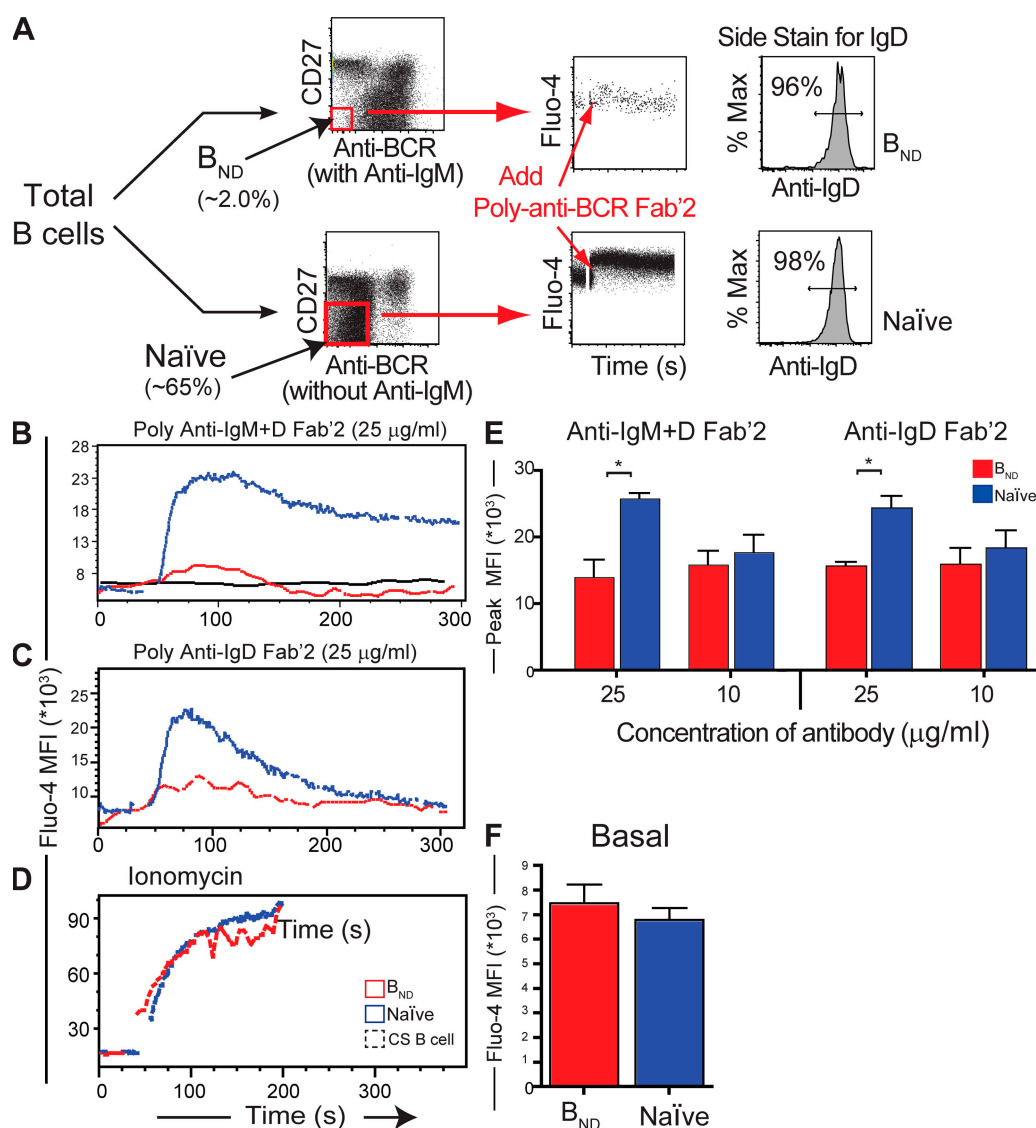 A
Side Stain for IgD
CD27
Anti-BCR
(with Anti-IgM)
B_ND
(~2.0%)
Fluo-4
% Max
96%
Anti-IgD
B_ND
Total
B cells
Add
Poly-anti-BCR Fab'2
CD27
Anti-BCR
(without Anti-IgM)
Naïve
(~65%)
Fluo-4
Time (s)
% Max
98%
Anti-IgD
Naïve
B
Poly Anti-IgM+D Fab'2 (25 µg/ml)
28
23
18
13
8
0
100
200
300
C
Poly Anti-IgD Fab'2 (25 µg/ml)
25
20
15
10
0
100
200
300
Fluo-4 MFI (*10³)
D
Ionomycin
90
60
30
Time (s)
B_ND
Naïve
CS B cell
0
100
200
300
Time (s)
E
Anti-IgM+D Fab'2
Anti-IgD Fab'2
Peak MFI (*10³)
30
20
10
0
*
*
B_ND
Naïve
25
10
25
10
Concentration of antibody (µg/ml)
F
Basal
Fluo-4 MFI (*10³)
9
8
7
6
5
4
3
2
1
0
B_ND
Naïve